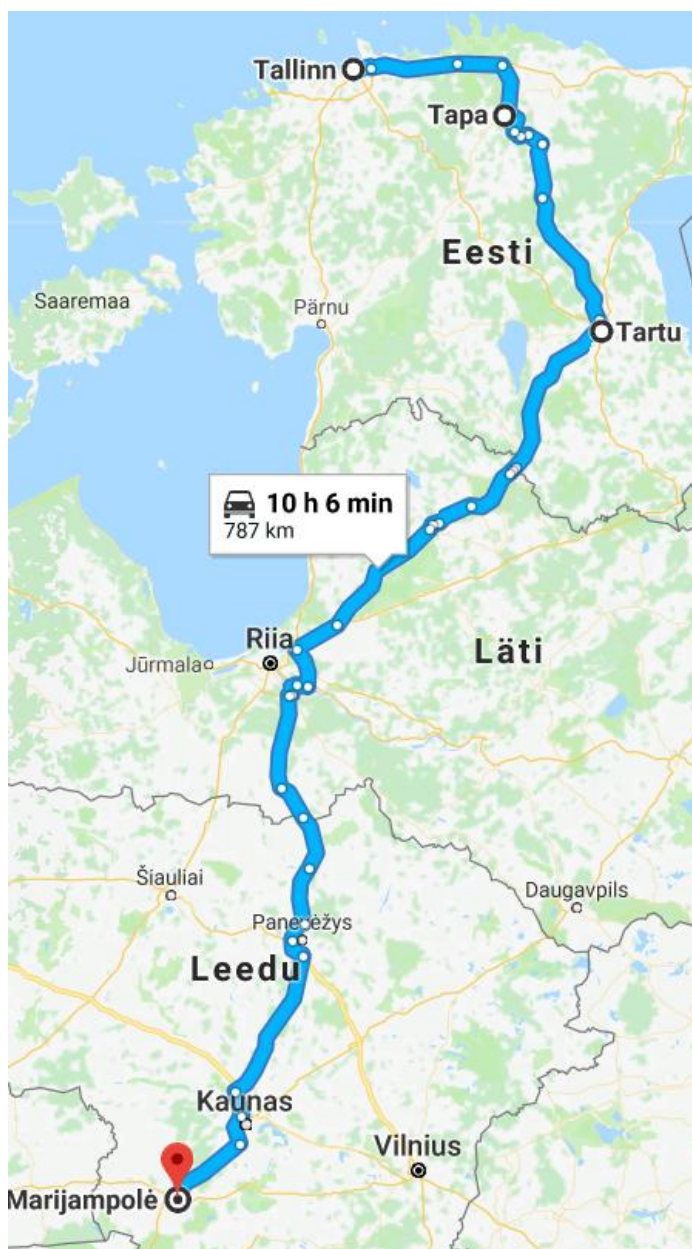 Tallinn
Tapa
Eesti
Saaremaa
Pärnu
Tartu
10 h 6 min
787 km
Riia
Läti
Jūrmala
Šiauliai
Daugavpils
Panevėžys
Leedu
Kaunas
Vilnius
Marijampolė